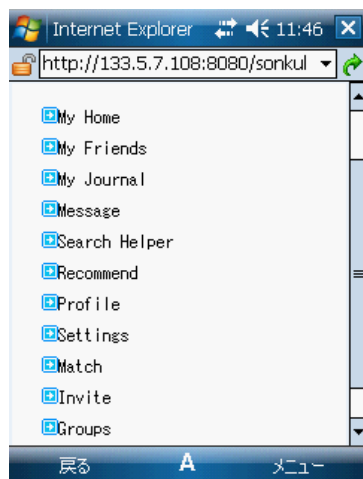 Internet Explorer 11:46
http://133.5.7.108:8080/sonkul
My Home
My Friends
My Journal
Message
Search Helper
Recommend
Profile
Settings
Match
Invite
Groups
戻る A メニュー